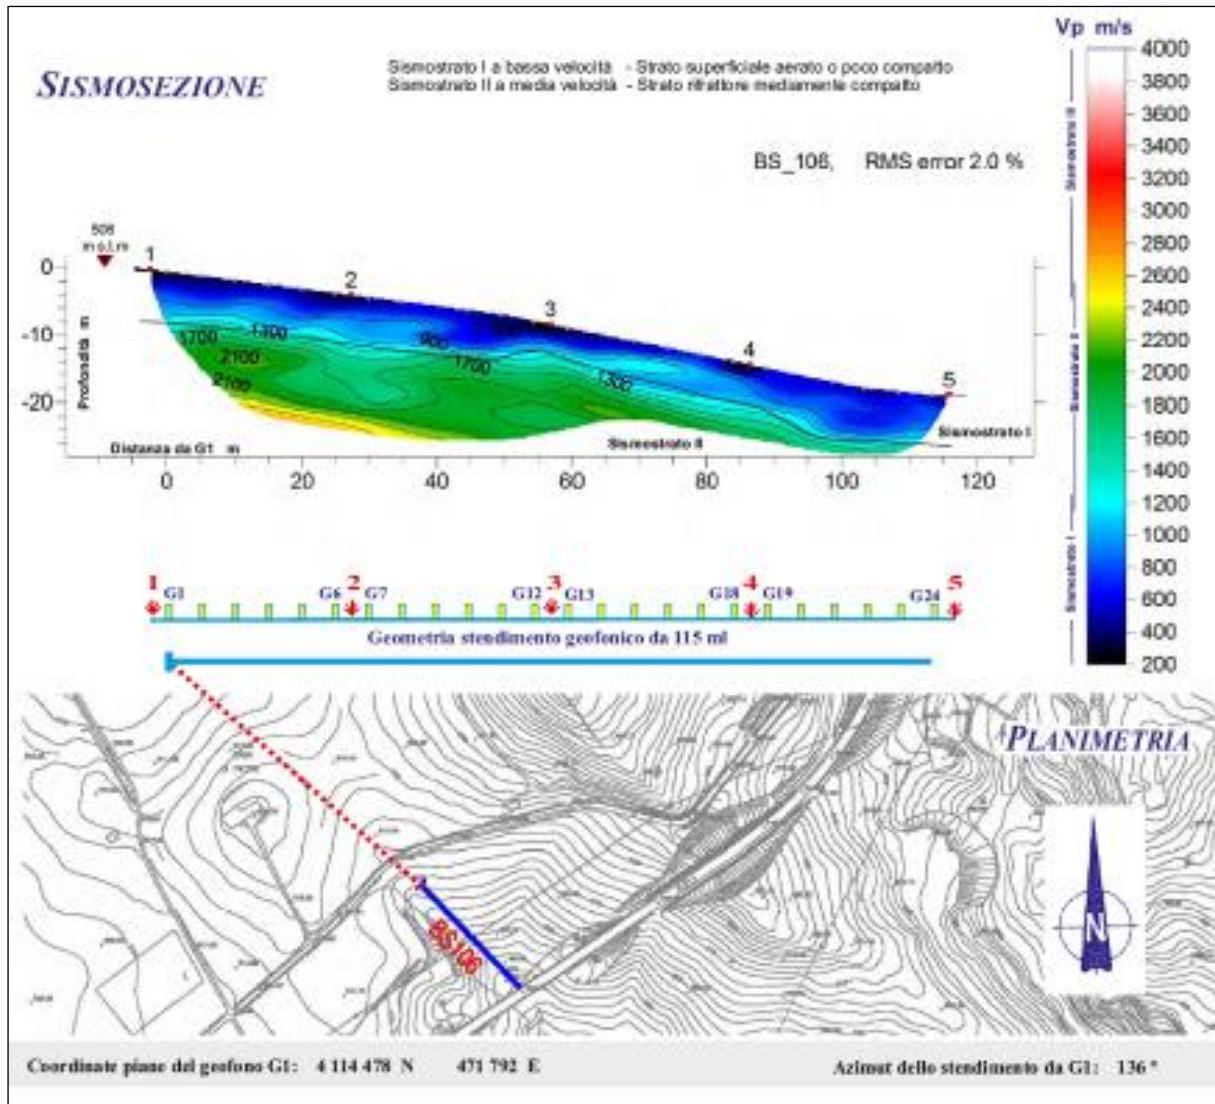 Vp m/s
SISMOSEZIONE
Sismostrato I a bassa velocità - Strato superficiale aerato o poco compatto
Sismostrato II a media velocità - Strato rifrattore mediamente compatto
BS_106, RMS error 2.0 %
4000
3800
3600
3400
3200
3000
2800
2600
2400
2200
2000
1800
1600
1400
1200
1000
800
600
400
200
Sismostrato III
Sismostrato II
Sismostrato I
m s.l.m
1
2
3
4
5
0
-10
-20
Profondità m
1700
1300
900
2100
1700
2100
1300
Sismostrato I
Sismostrato II
Distanza da G1 m
0 20 40 60 80 100 120
1 2 3 4 5
G1 G6 G7 G12 G13 G18 G19 G24
Geometria stendimento geofonico da 115 ml
PLANIMETRIA
BS106
N
Coordinate piane del geofono G1: 4 114 478 N 471 792 E
Azimut dello stendimento da G1: 136 °